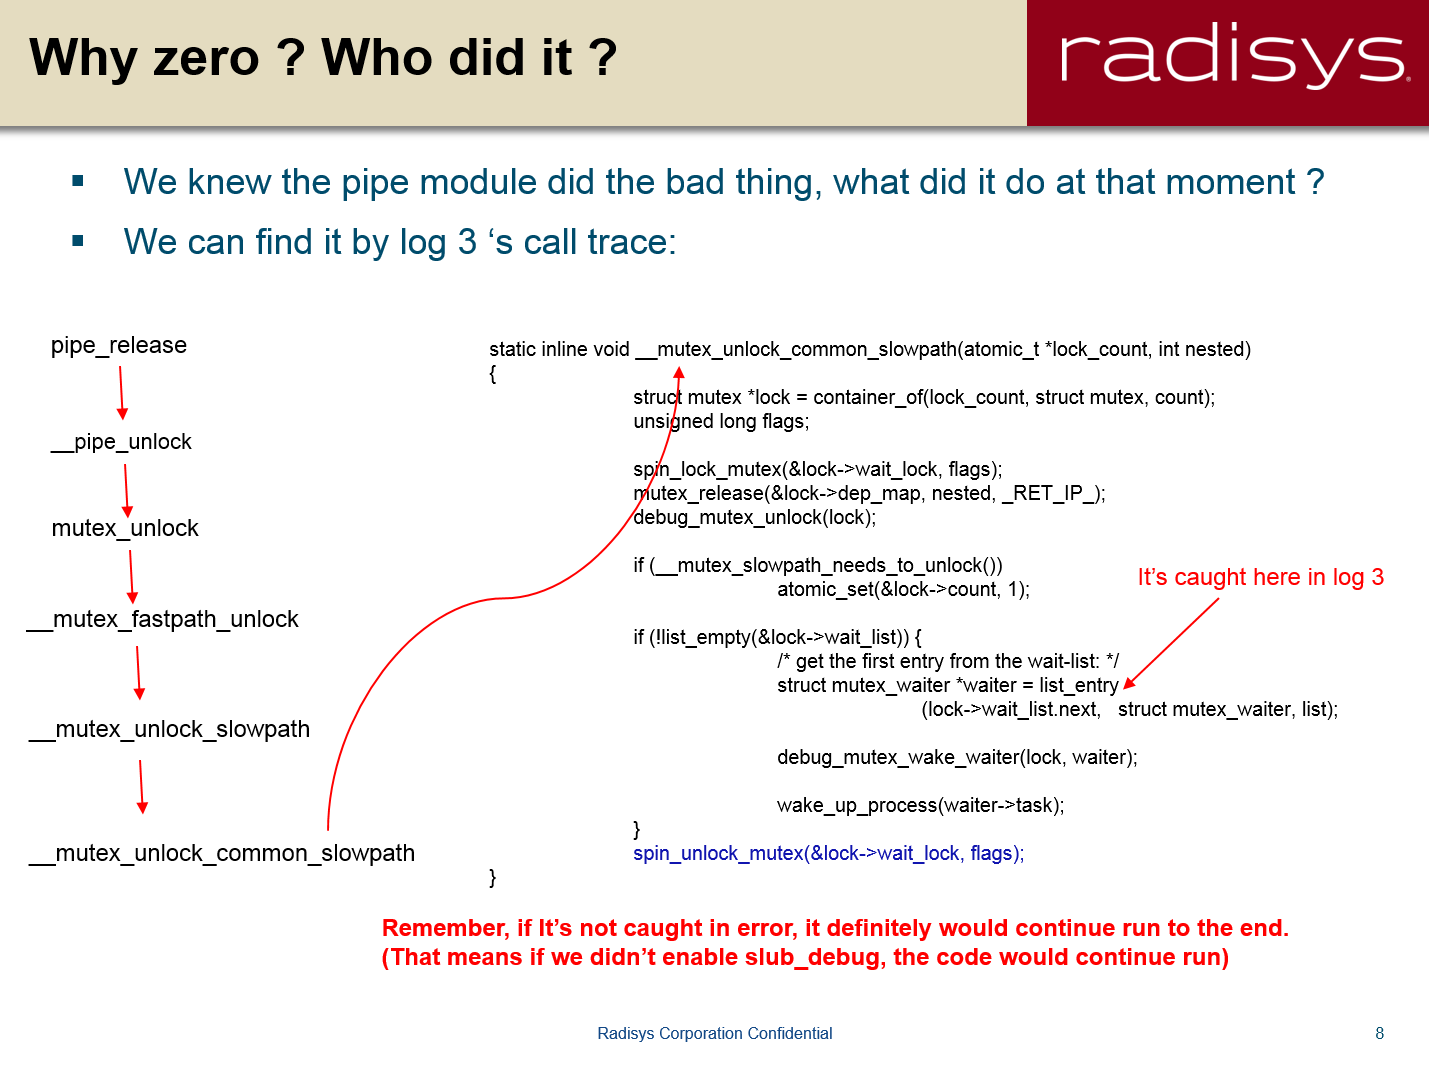 Why zero ? Who did it ?
radisys.
We knew the pipe module did the bad thing, what did it do at that moment ?
We can find it by log 3 ‘s call trace:
pipe_release
__pipe_unlock
mutex_unlock
__mutex_fastpath_unlock
__mutex_unlock_slowpath
__mutex_unlock_common_slowpath
static inline void __mutex_unlock_common_slowpath(atomic_t *lock_count, int nested)
{
struct mutex *lock = container_of(lock_count, struct mutex, count);
unsigned long flags;
spin_lock_mutex(&lock->wait_lock, flags);
mutex_release(&lock->dep_map, nested, _RET_IP_);
debug_mutex_unlock(lock);
if (__mutex_slowpath_needs_to_unlock())
atomic_set(&lock->count, 1);
if (!list_empty(&lock->wait_list)) {
/* get the first entry from the wait-list: */
struct mutex_waiter *waiter = list_entry
(lock->wait_list.next, struct mutex_waiter, list);
debug_mutex_wake_waiter(lock, waiter);
wake_up_process(waiter->task);
}
spin_unlock_mutex(&lock->wait_lock, flags);
}
It’s caught here in log 3
Remember, if It’s not caught in error, it definitely would continue run to the end.
(That means if we didn’t enable slub_debug, the code would continue run)
Radisys Corporation Confidential
8